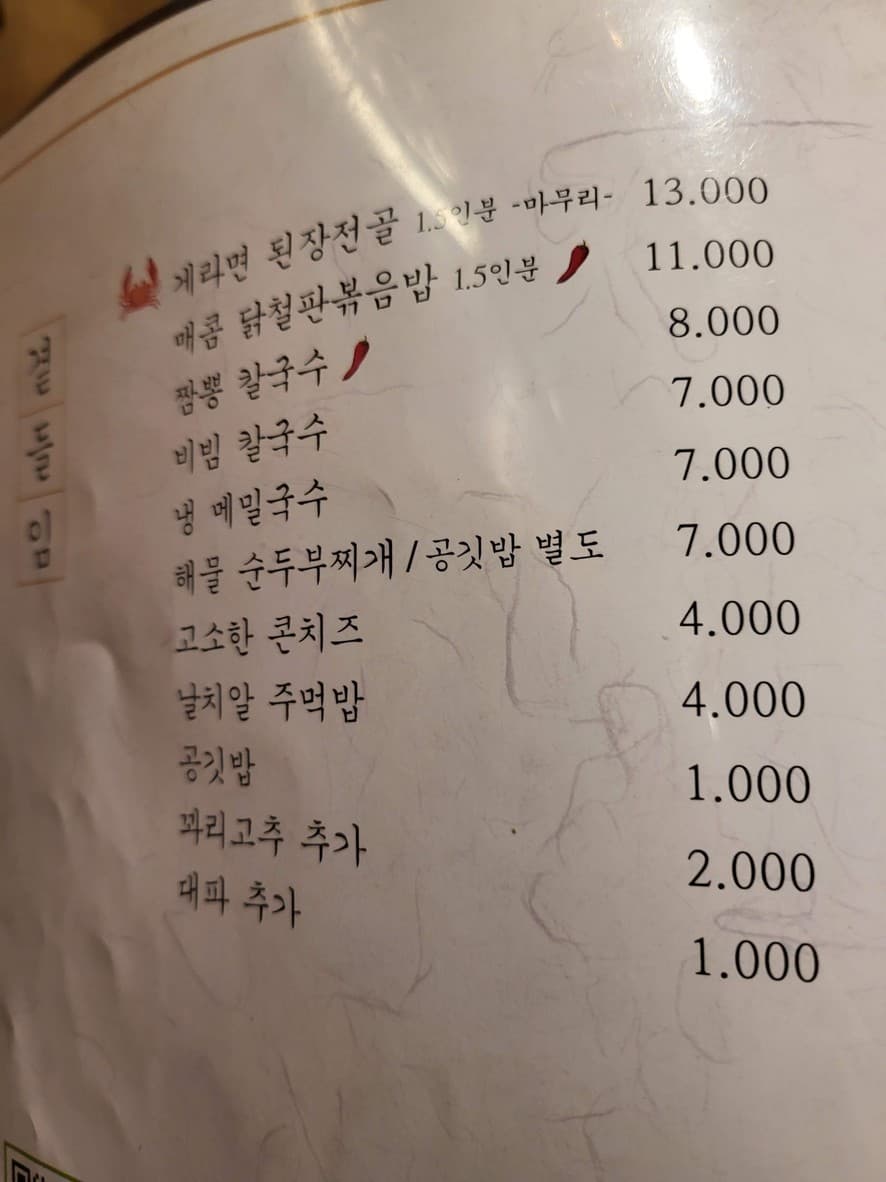 곁들임
게라면 된장전골 1.5인분 -마무리- 13.000
매콤 닭철판볶음밥 1.5인분 11.000
짬뽕 칼국수 8.000
비빔 칼국수 7.000
냉 메밀국수 7.000
해물 순두부찌개 / 공깃밥 별도 7.000
고소한 콘치즈 4.000
날치알 주먹밥 4.000
공깃밥 1.000
꽈리고추 추가 2.000
대파 추가 1.000